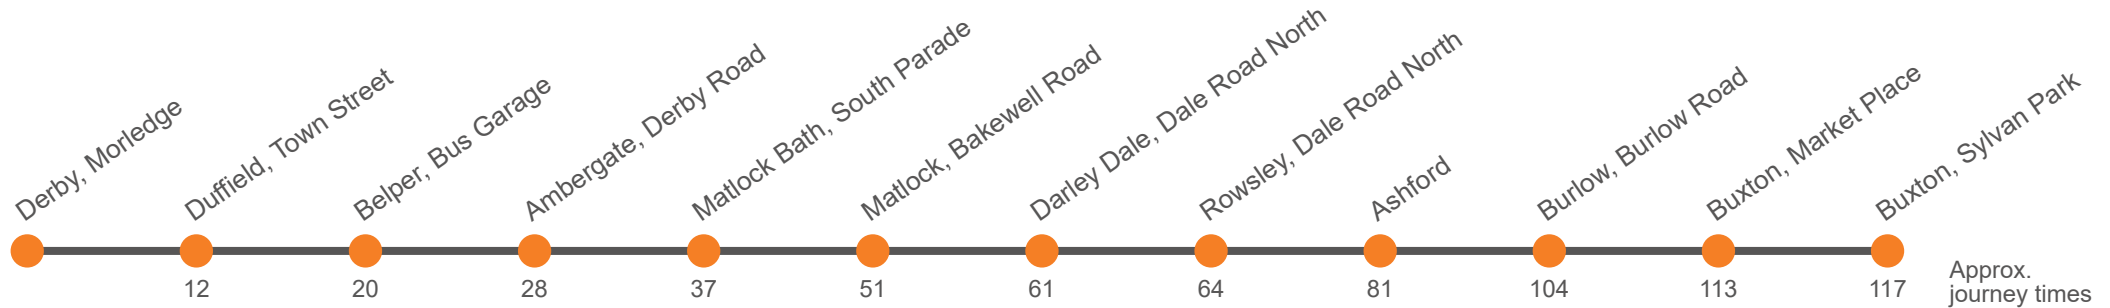 Derby, Morledge
Duffield, Town Street
Belper, Bus Garage
Ambergate, Derby Road
Matlock Bath, South Parade
Matlock, Bakewell Road
Darley Dale, Dale Road North
Rowsley, Dale Road North
Ashford
Burlow, Burlow Road
Buxton, Market Place
Buxton, Sylvan Park
12
20
28
37
51
61
64
81
104
113
117
Approx.
journey times